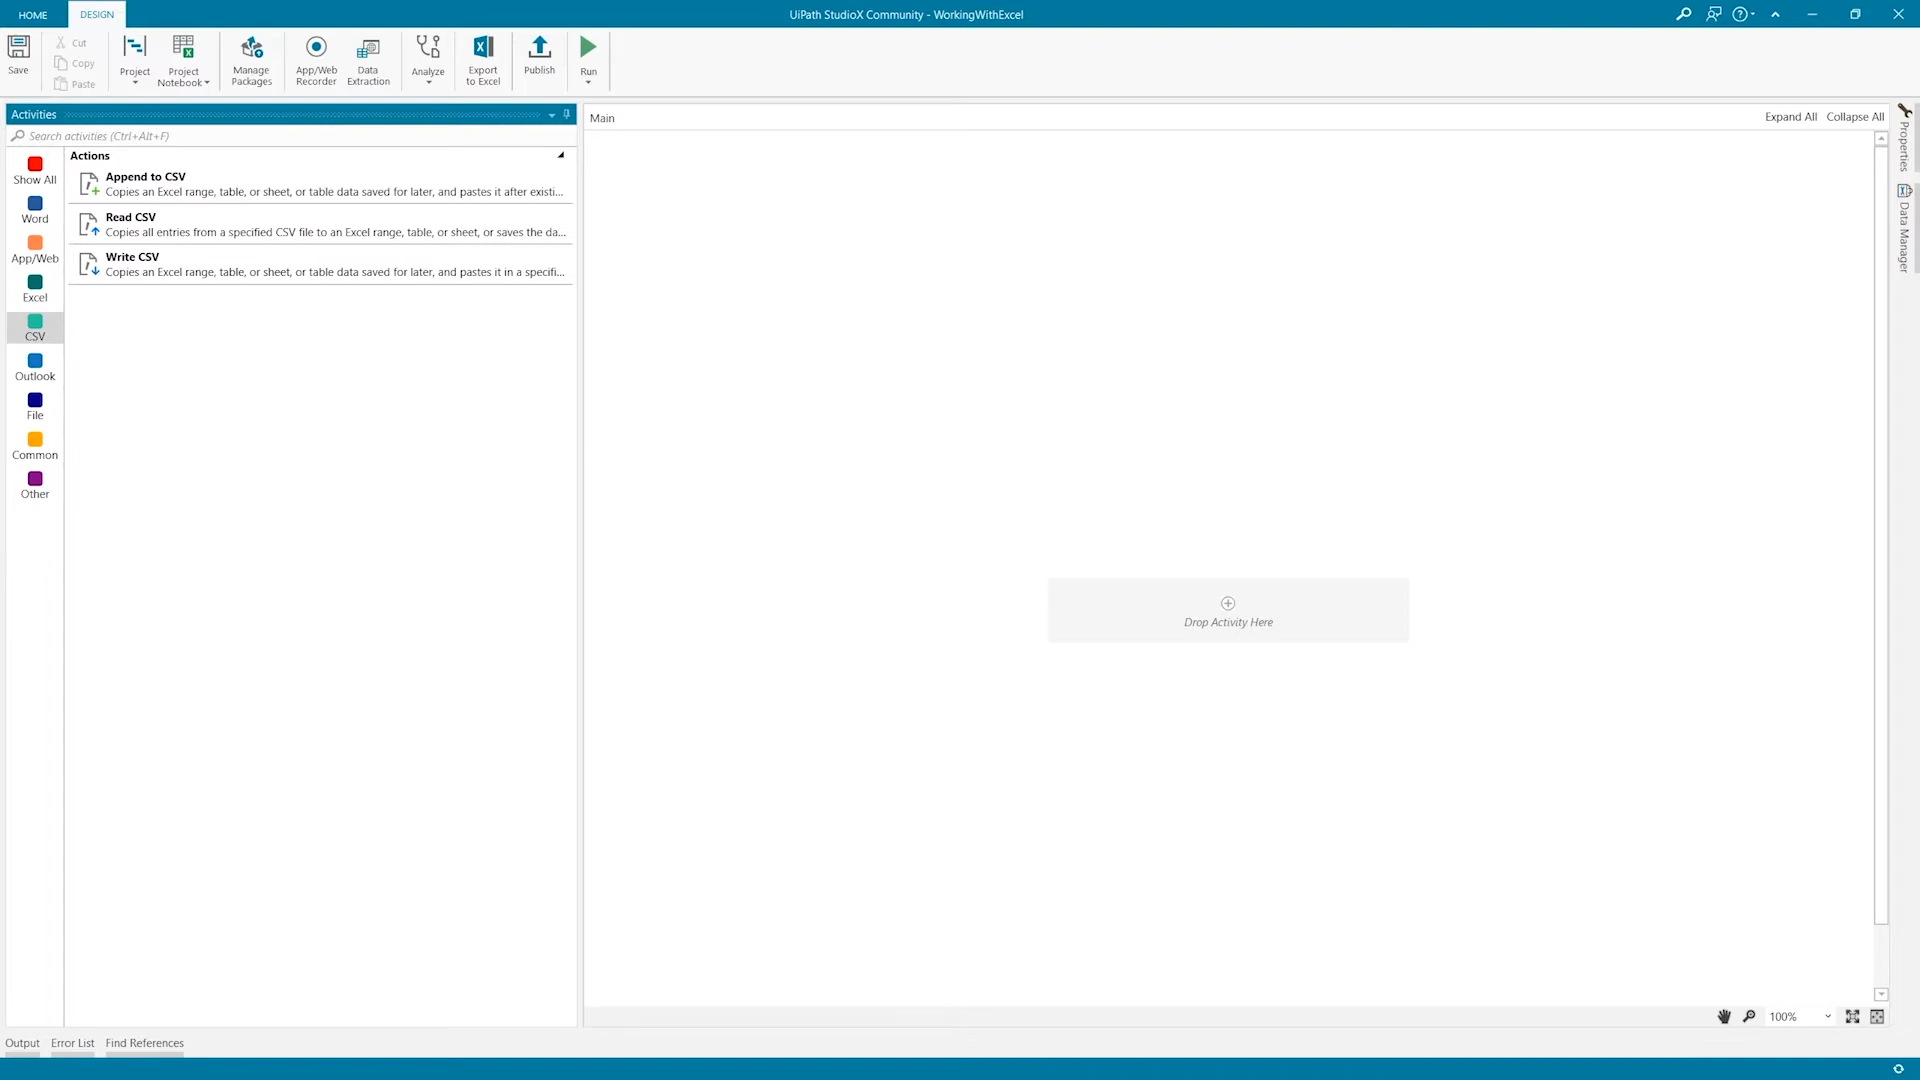 HOME
DESIGN
UiPath StudioX Community - WorkingWithExcel
Save
Cut
Copy
Paste
Project
Project
Notebook
Manage
Packages
App/Web
Recorder
Data
Extraction
Analyze
Export
to Excel
Publish
Run
Activities
Search activities (Ctrl+Alt+F)
Show All
Word
App/Web
Excel
CSV
Outlook
File
Common
Other
Actions
Append to CSV
Copies an Excel range, table, or sheet, or table data saved for later, and pastes it after existi...
Read CSV
Copies all entries from a specified CSV file to an Excel range, table, or sheet, or saves the da...
Write CSV
Copies an Excel range, table, or sheet, or table data saved for later, and pastes it in a specifi...
Main
Expand All
Collapse All
Drop Activity Here
Properties
Data Manager
100%
Output
Error List
Find References